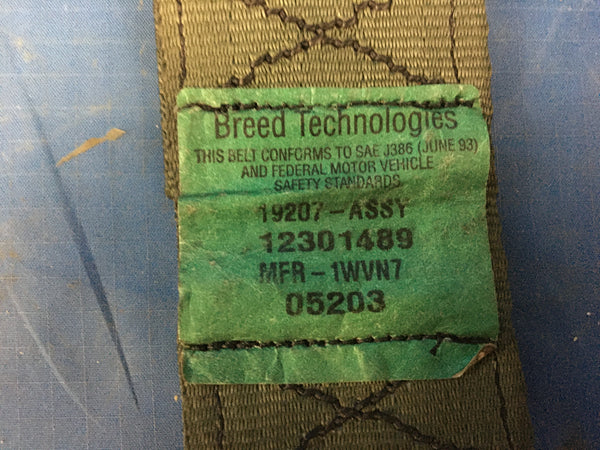 Breed Technologies
THIS BELT CONFORMS TO SAE J386 (JUNE 93)
AND FEDERAL MOTOR VEHICLE
SAFETY STANDARDS
19207-ASSY
12301489
MFR-1WVN7
05203